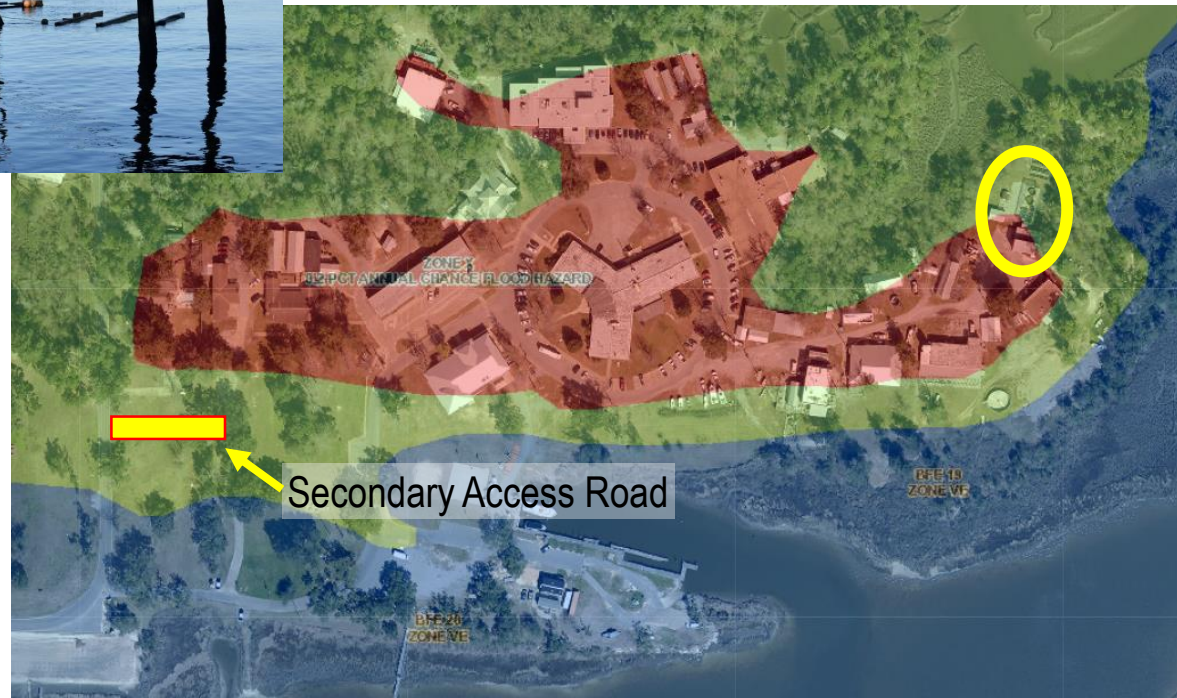 ZONE X
0.2 PCT ANNUAL CHANCE FLOOD HAZARD
Secondary Access Road
BFE 19
ZONE VE
BFE 20
ZONE VE